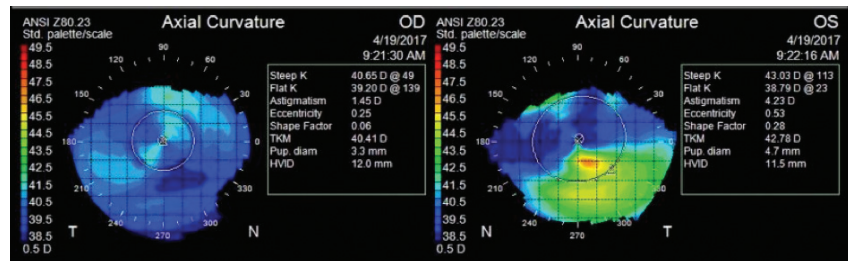 ANSI Z80.23 Axial Curvature OD
Std. palette/scale 4/19/2017
9:21:30 AM
49.5
48.5
47.5
46.5
45.5
44.5
43.5
42.5
41.5
40.5
39.5
38.5
0.5 D
90
120
150
30
180
0
210
330
240
300
270
T
N
Steep K 40.65 D @ 49
Flat K 39.20 D @ 139
Astigmatism 1.45 D
Eccentricity 0.25
Shape Factor 0.06
TKM 40.41 D
Pup. diam 3.3 mm
HVID 12.0 mm
ANSI Z80.23 Axial Curvature OS
Std. palette/scale 4/19/2017
9:22:16 AM
49.5
48.5
47.5
46.5
45.5
44.5
43.5
42.5
41.5
40.5
39.5
38.5
0.5 D
90
120
150
30
180
0
210
330
240
300
270
N
T
Steep K 43.03 D @ 113
Flat K 38.79 D @ 23
Astigmatism 4.23 D
Eccentricity 0.53
Shape Factor 0.28
TKM 42.78 D
Pup. diam 4.7 mm
HVID 11.5 mm